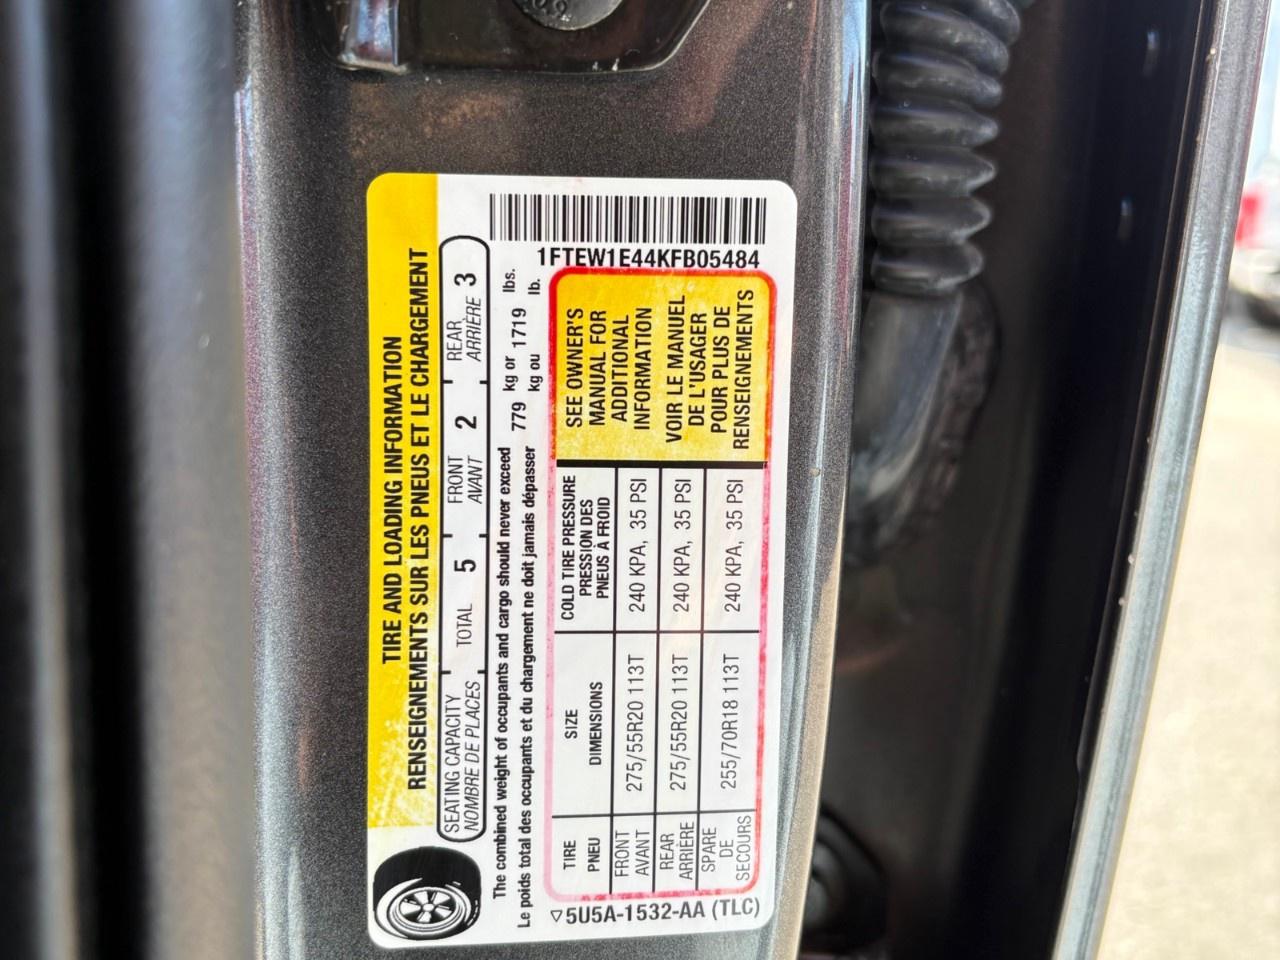 TIRE AND LOADING INFORMATION
RENSEIGNEMENTS SUR LES PNEUS ET LE CHARGEMENT
SEATING CAPACITY TOTAL 5 FRONT 2 REAR 3
NOMBRE DE PLACES AVANT ARRIÈRE
The combined weight of occupants and cargo should never exceed 779 kg or 1719 lbs.
Le poids total des occupants et du chargement ne doit jamais dépasser kg ou lb.
1FTEW1E44KFB05484
TIRE SIZE COLD TIRE PRESSURE
PNEU DIMENSIONS PRESSION DES
PNEUS À FROID
FRONT
AVANT 275/55R20 113T 240 KPA, 35 PSI
REAR
ARRIÈRE 275/55R20 113T 240 KPA, 35 PSI
SPARE
DE
SECOURS 255/70R18 113T 240 KPA, 35 PSI
SEE OWNER'S
MANUAL FOR
ADDITIONAL
INFORMATION
VOIR LE MANUEL
DE L'USAGER
POUR PLUS DE
RENSEIGNEMENTS
▽5U5A-1532-AA (TLC)